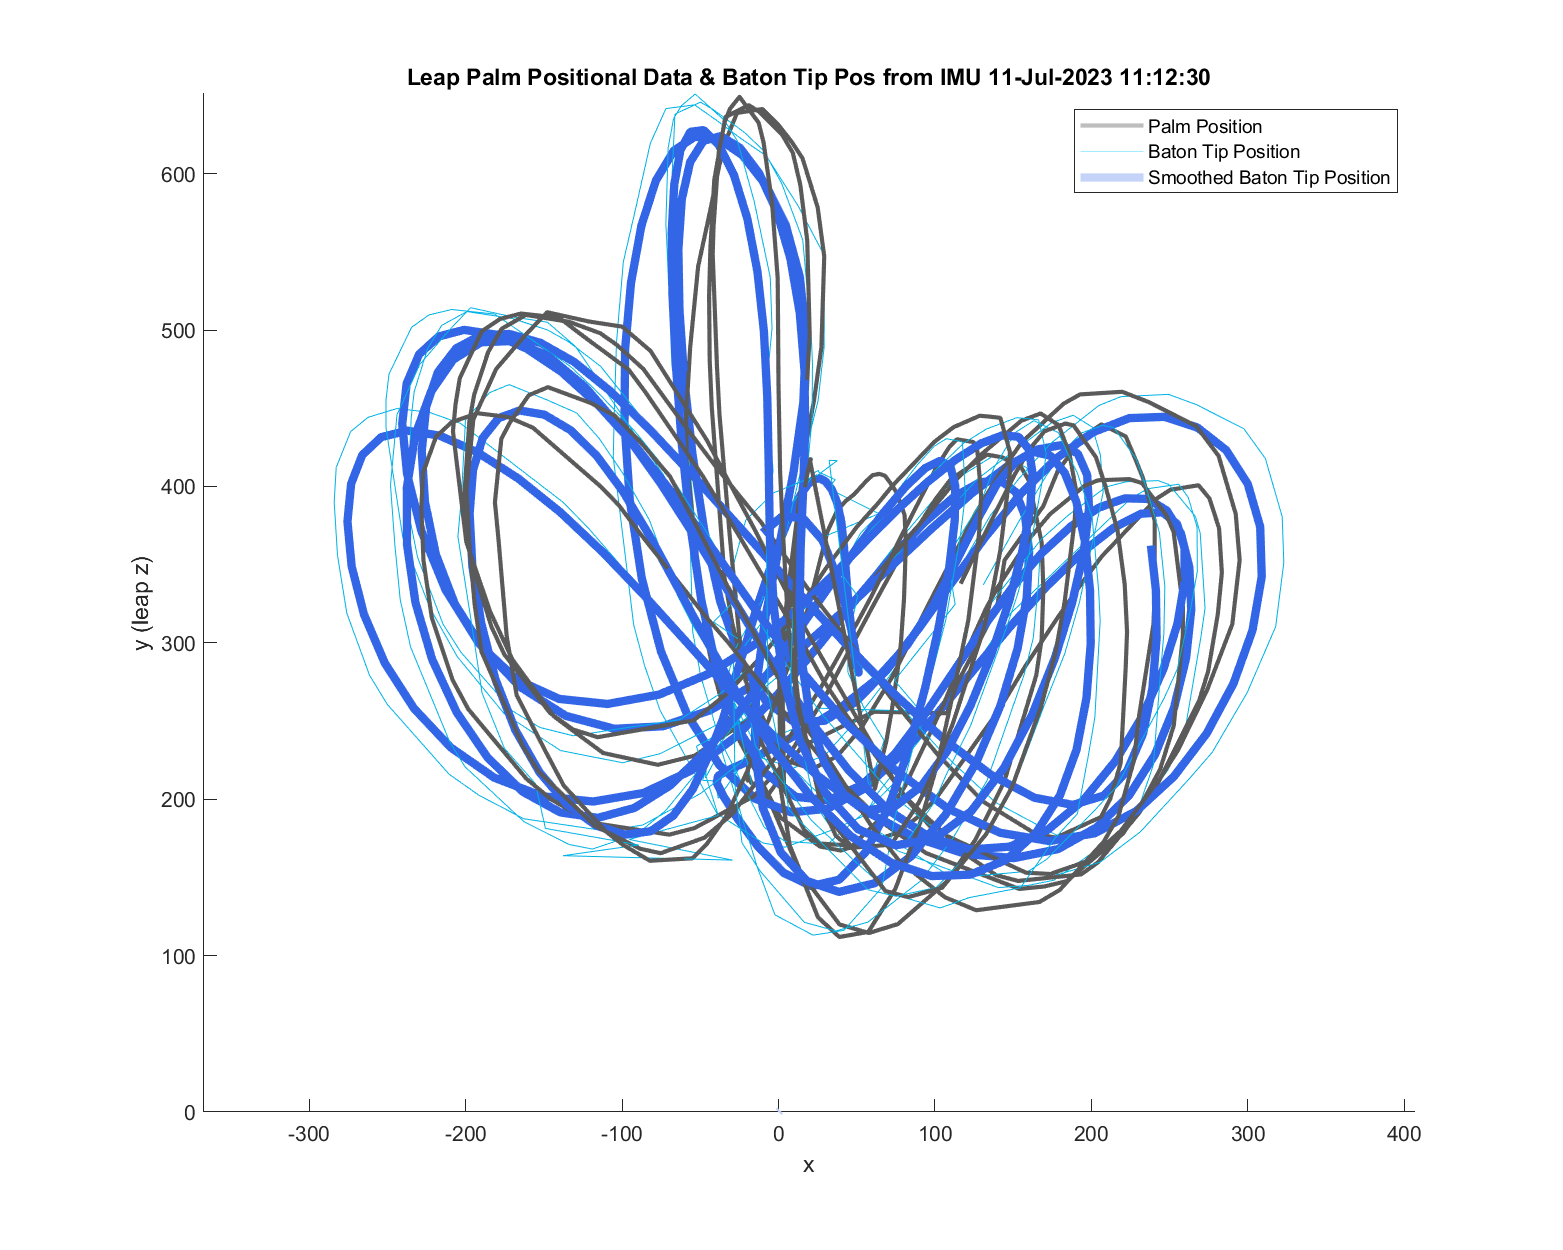 Leap Palm Positional Data & Baton Tip Pos from IMU 11-Jul-2023 11:12:30
Palm Position
Baton Tip Position
Smoothed Baton Tip Position
600
500
400
300
200
100
0
y (leap z)
-300 -200 -100 0 100 200 300 400
x